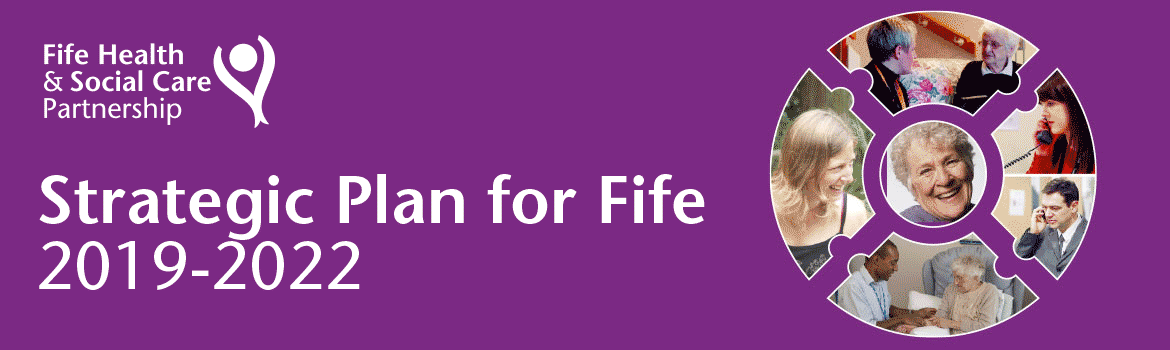 Fife Health
& Social Care
Partnership
Strategic Plan for Fife
2019-2022